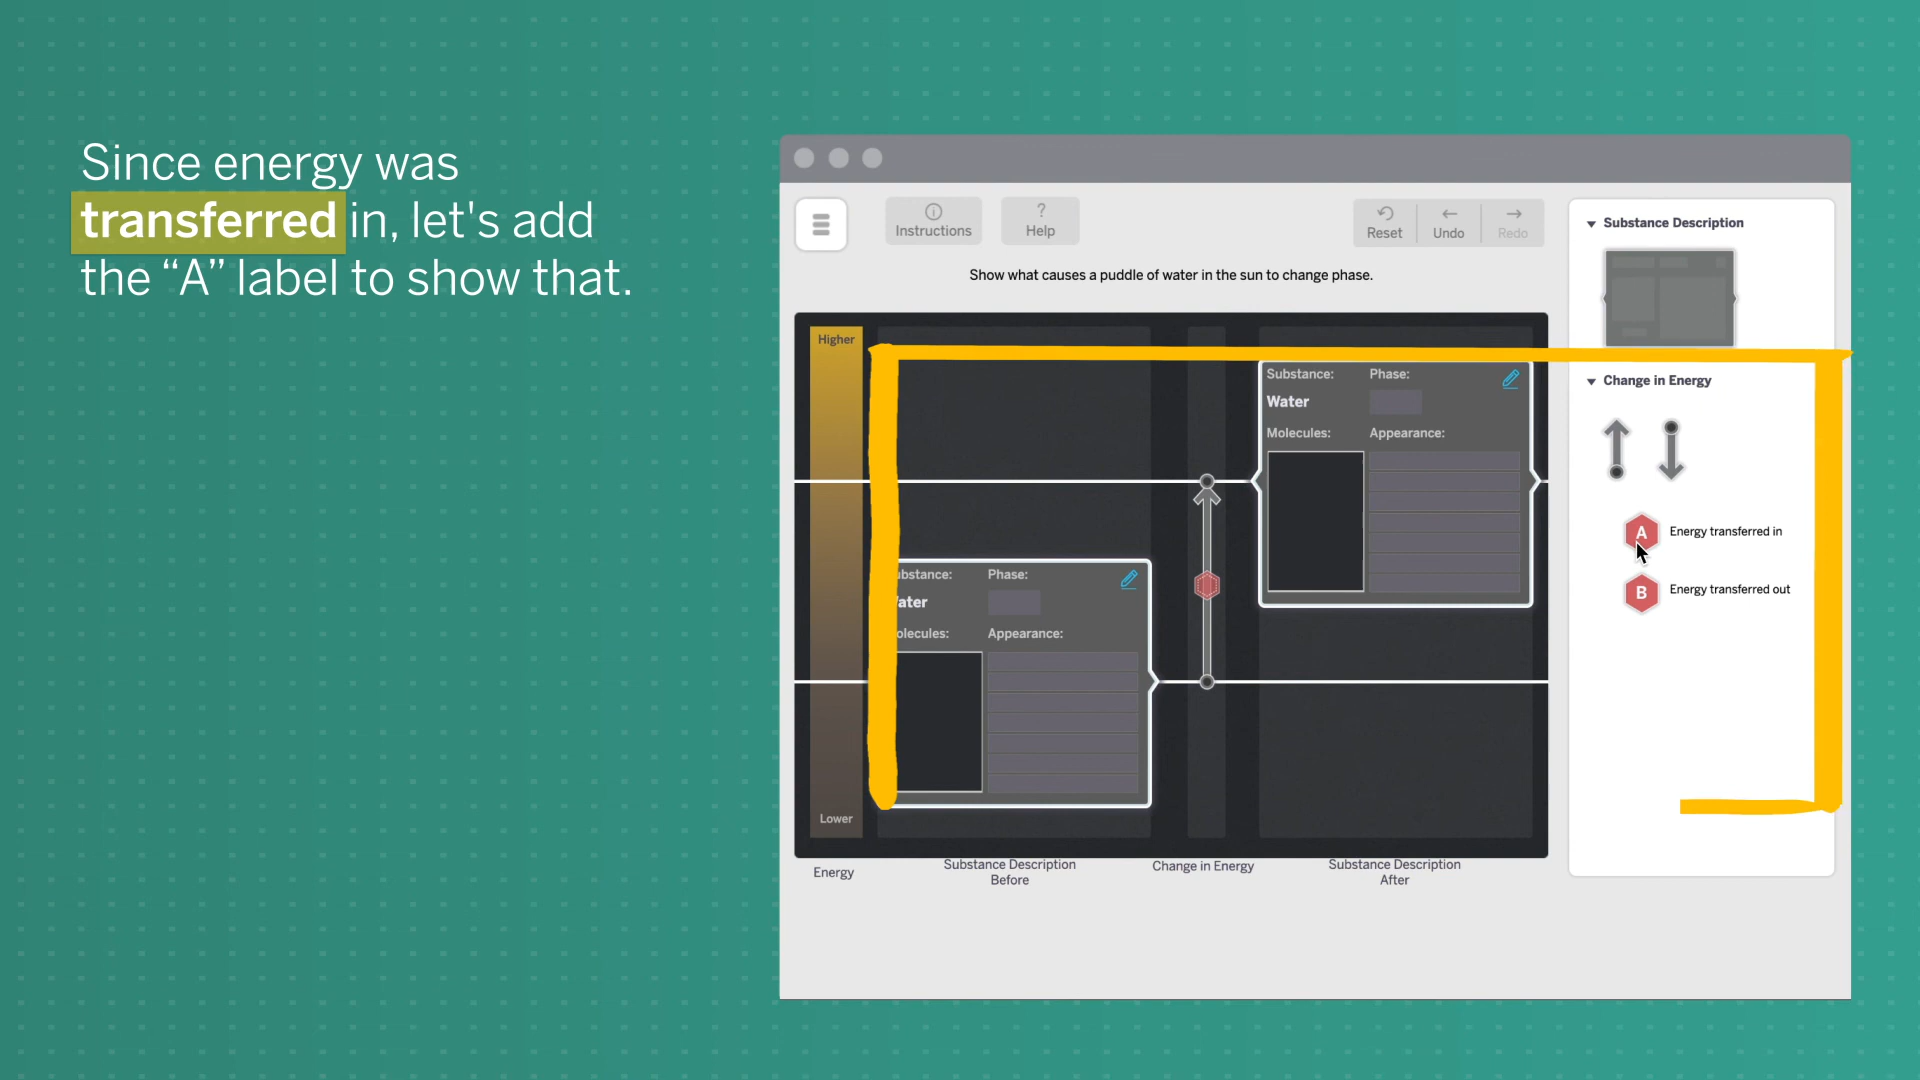 Since energy was
transferred in, let's add
the “A” label to show that.
Instructions
? Help
Reset
Undo
Redo
Show what causes a puddle of water in the sun to change phase.
Higher
Lower
Substance: Phase:
Water
Molecules: Appearance:
ubstance: Phase:
ater
olecules: Appearance:
Energy
Substance Description
Before
Change in Energy
Substance Description
After
Substance Description
Change in Energy
A Energy transferred in
B Energy transferred out